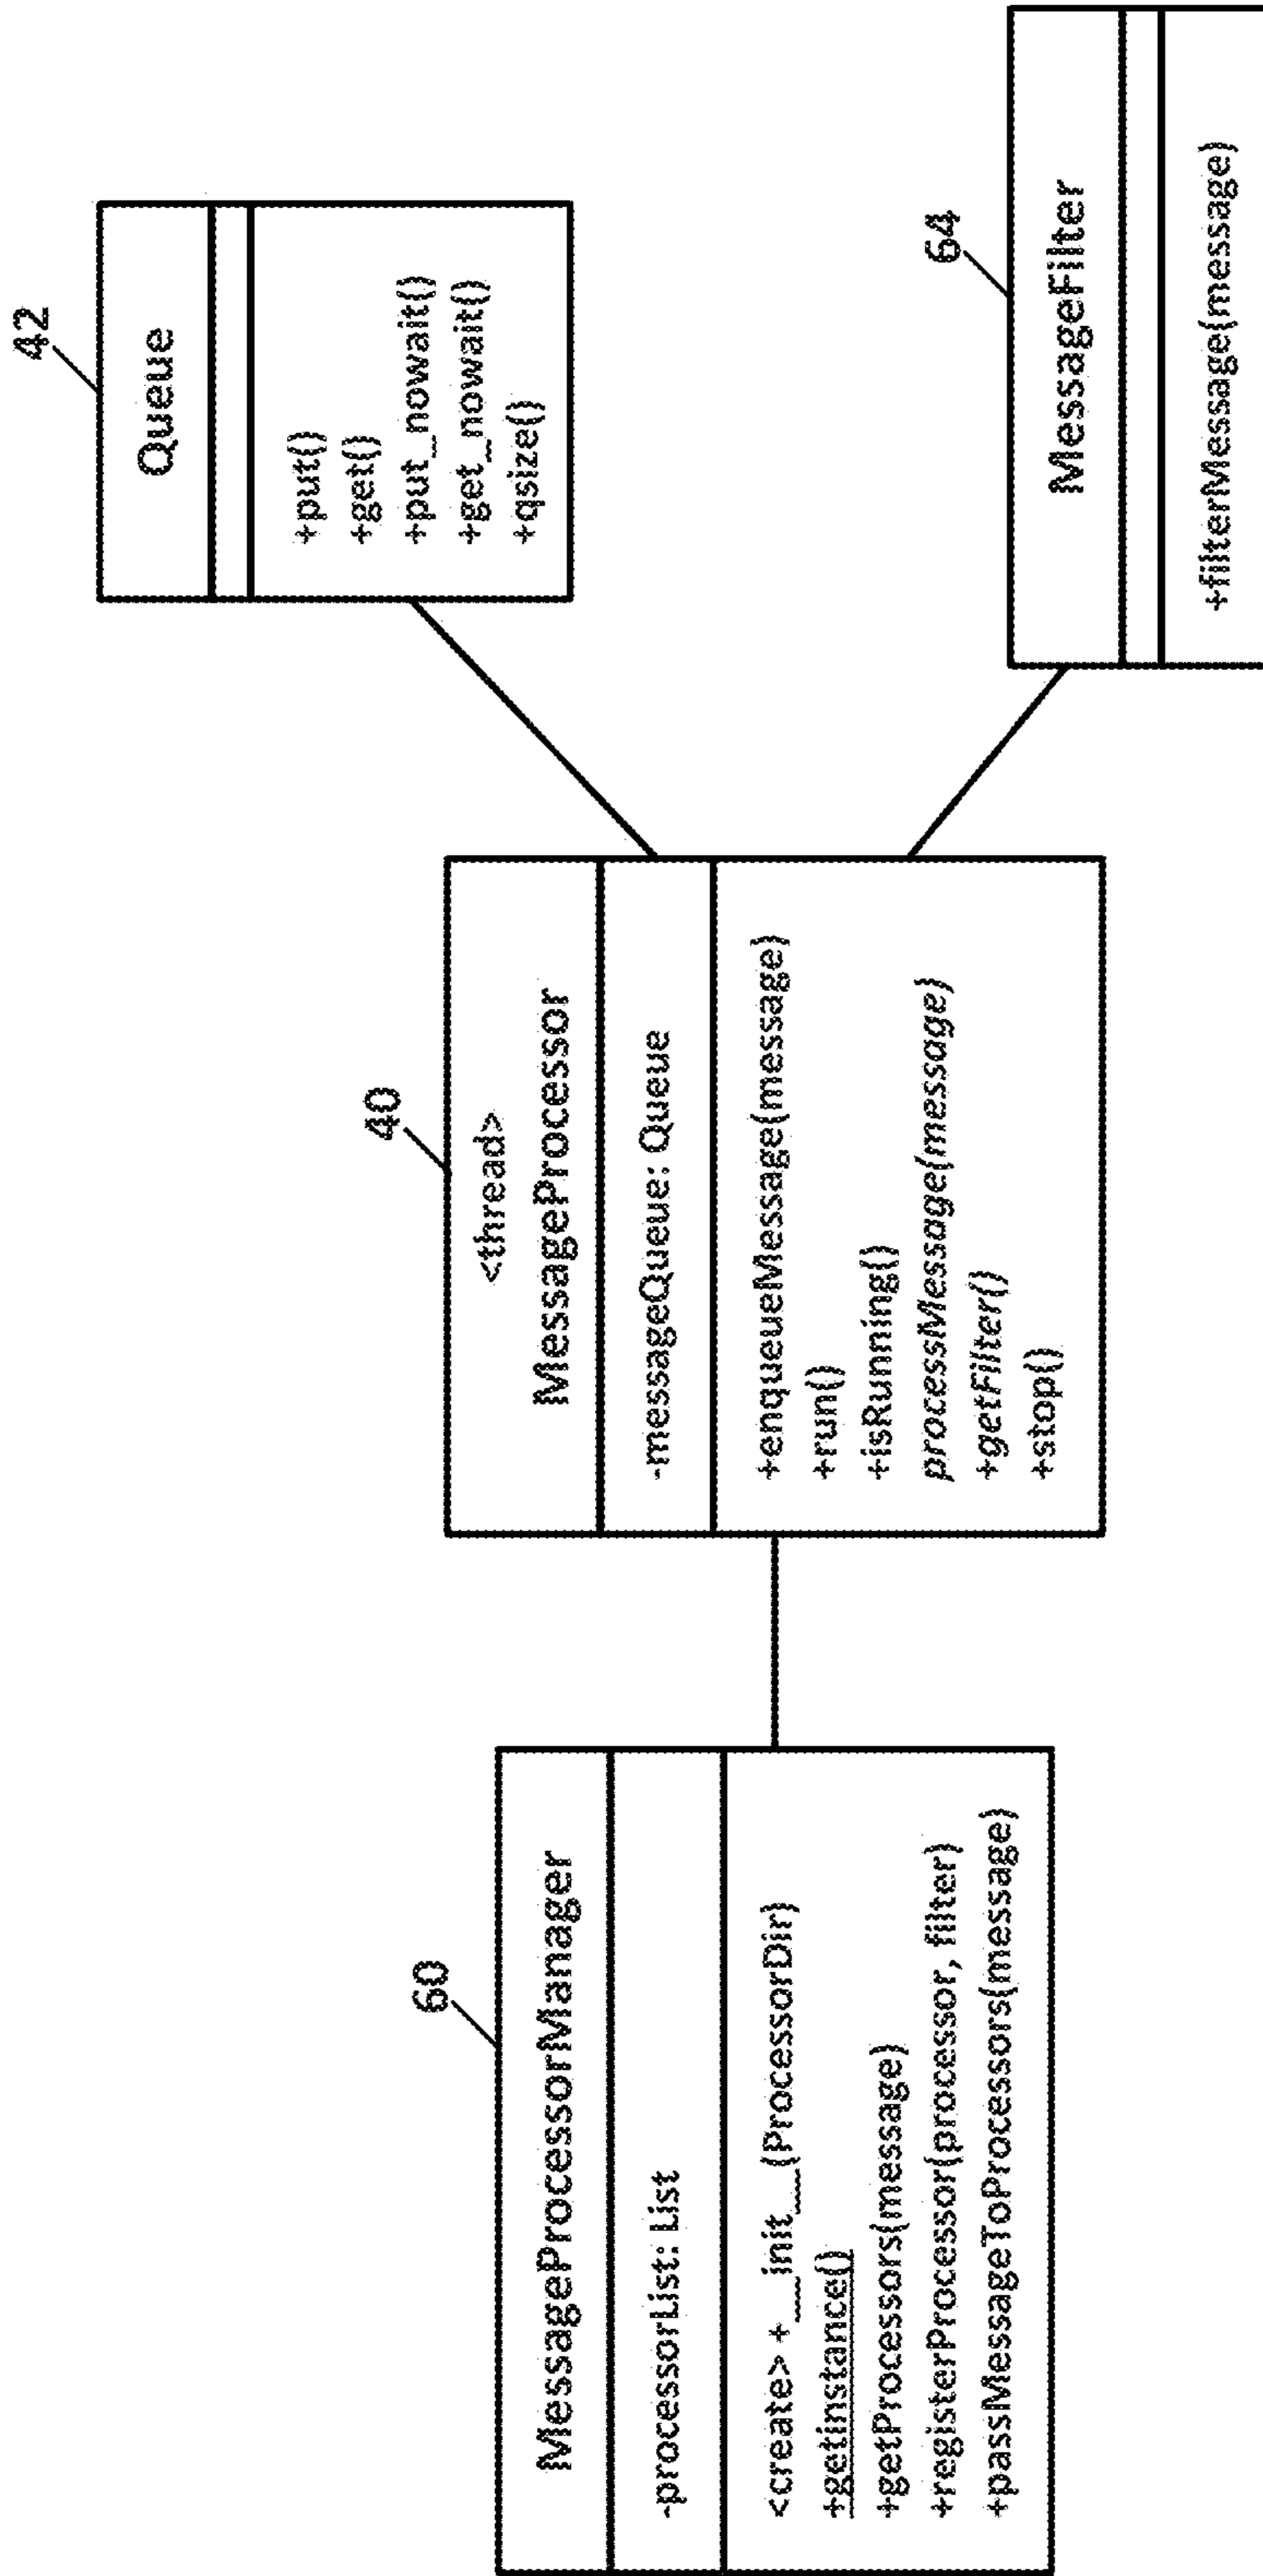 60
MessageProcessorManager
-processorList: List
<create> + __init__(ProcessorDir)
+getinstance()
+getProcessors(message)
+registerProcessor(processor, filter)
+passMessageToProcessors(message)
40
<thread>
MessageProcessor
-messageQueue: Queue
+enqueueMessage(message)
+run()
+isRunning()
processMessage(message)
+getFilter()
+stop()
42
Queue
+put()
+get()
+put_nowait()
+get_nowait()
+qsize()
64
MessageFilter
+filterMessage(message)